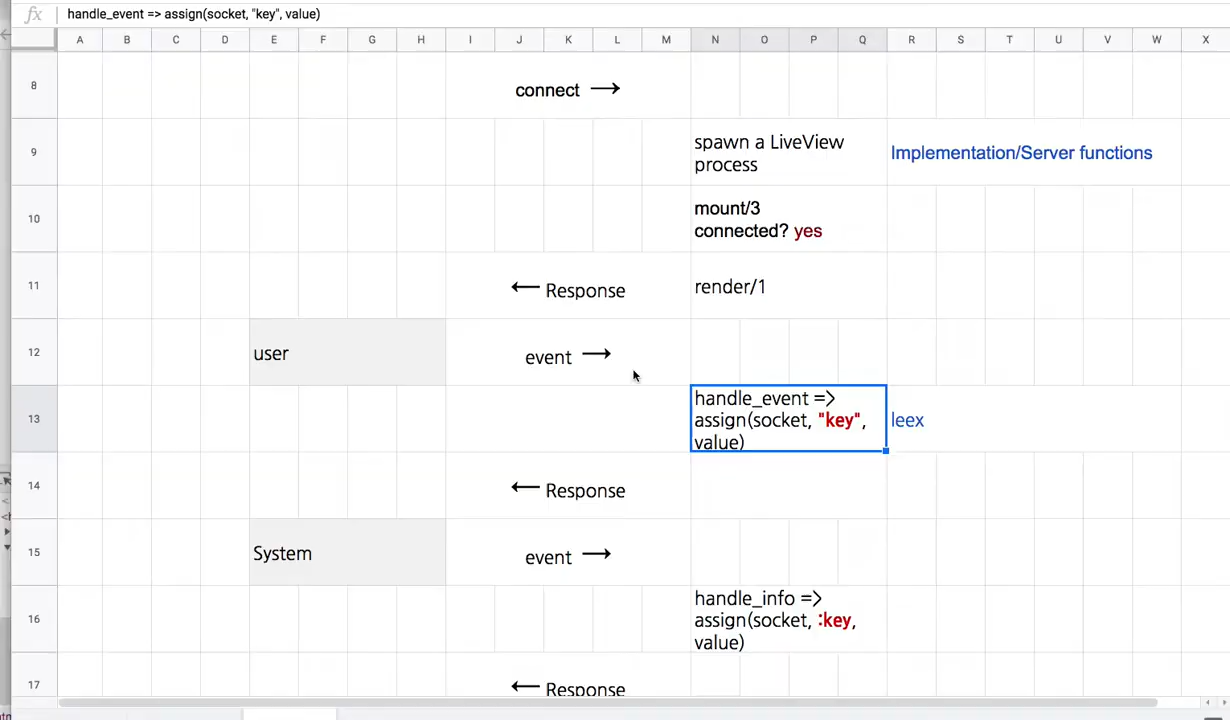 fx handle_event => assign(socket, "key", value)
A B C D E F G H I J K L M N O P Q R S T U V W X
8 connect →
9 spawn a LiveView process Implementation/Server functions
10 mount/3
connected? yes
11 ← Response render/1
12 user event →
13 handle_event =>
assign(socket, "key",
value) leex
14 ← Response
15 System event →
16 handle_info =>
assign(socket, :key,
value)
17 ← Response